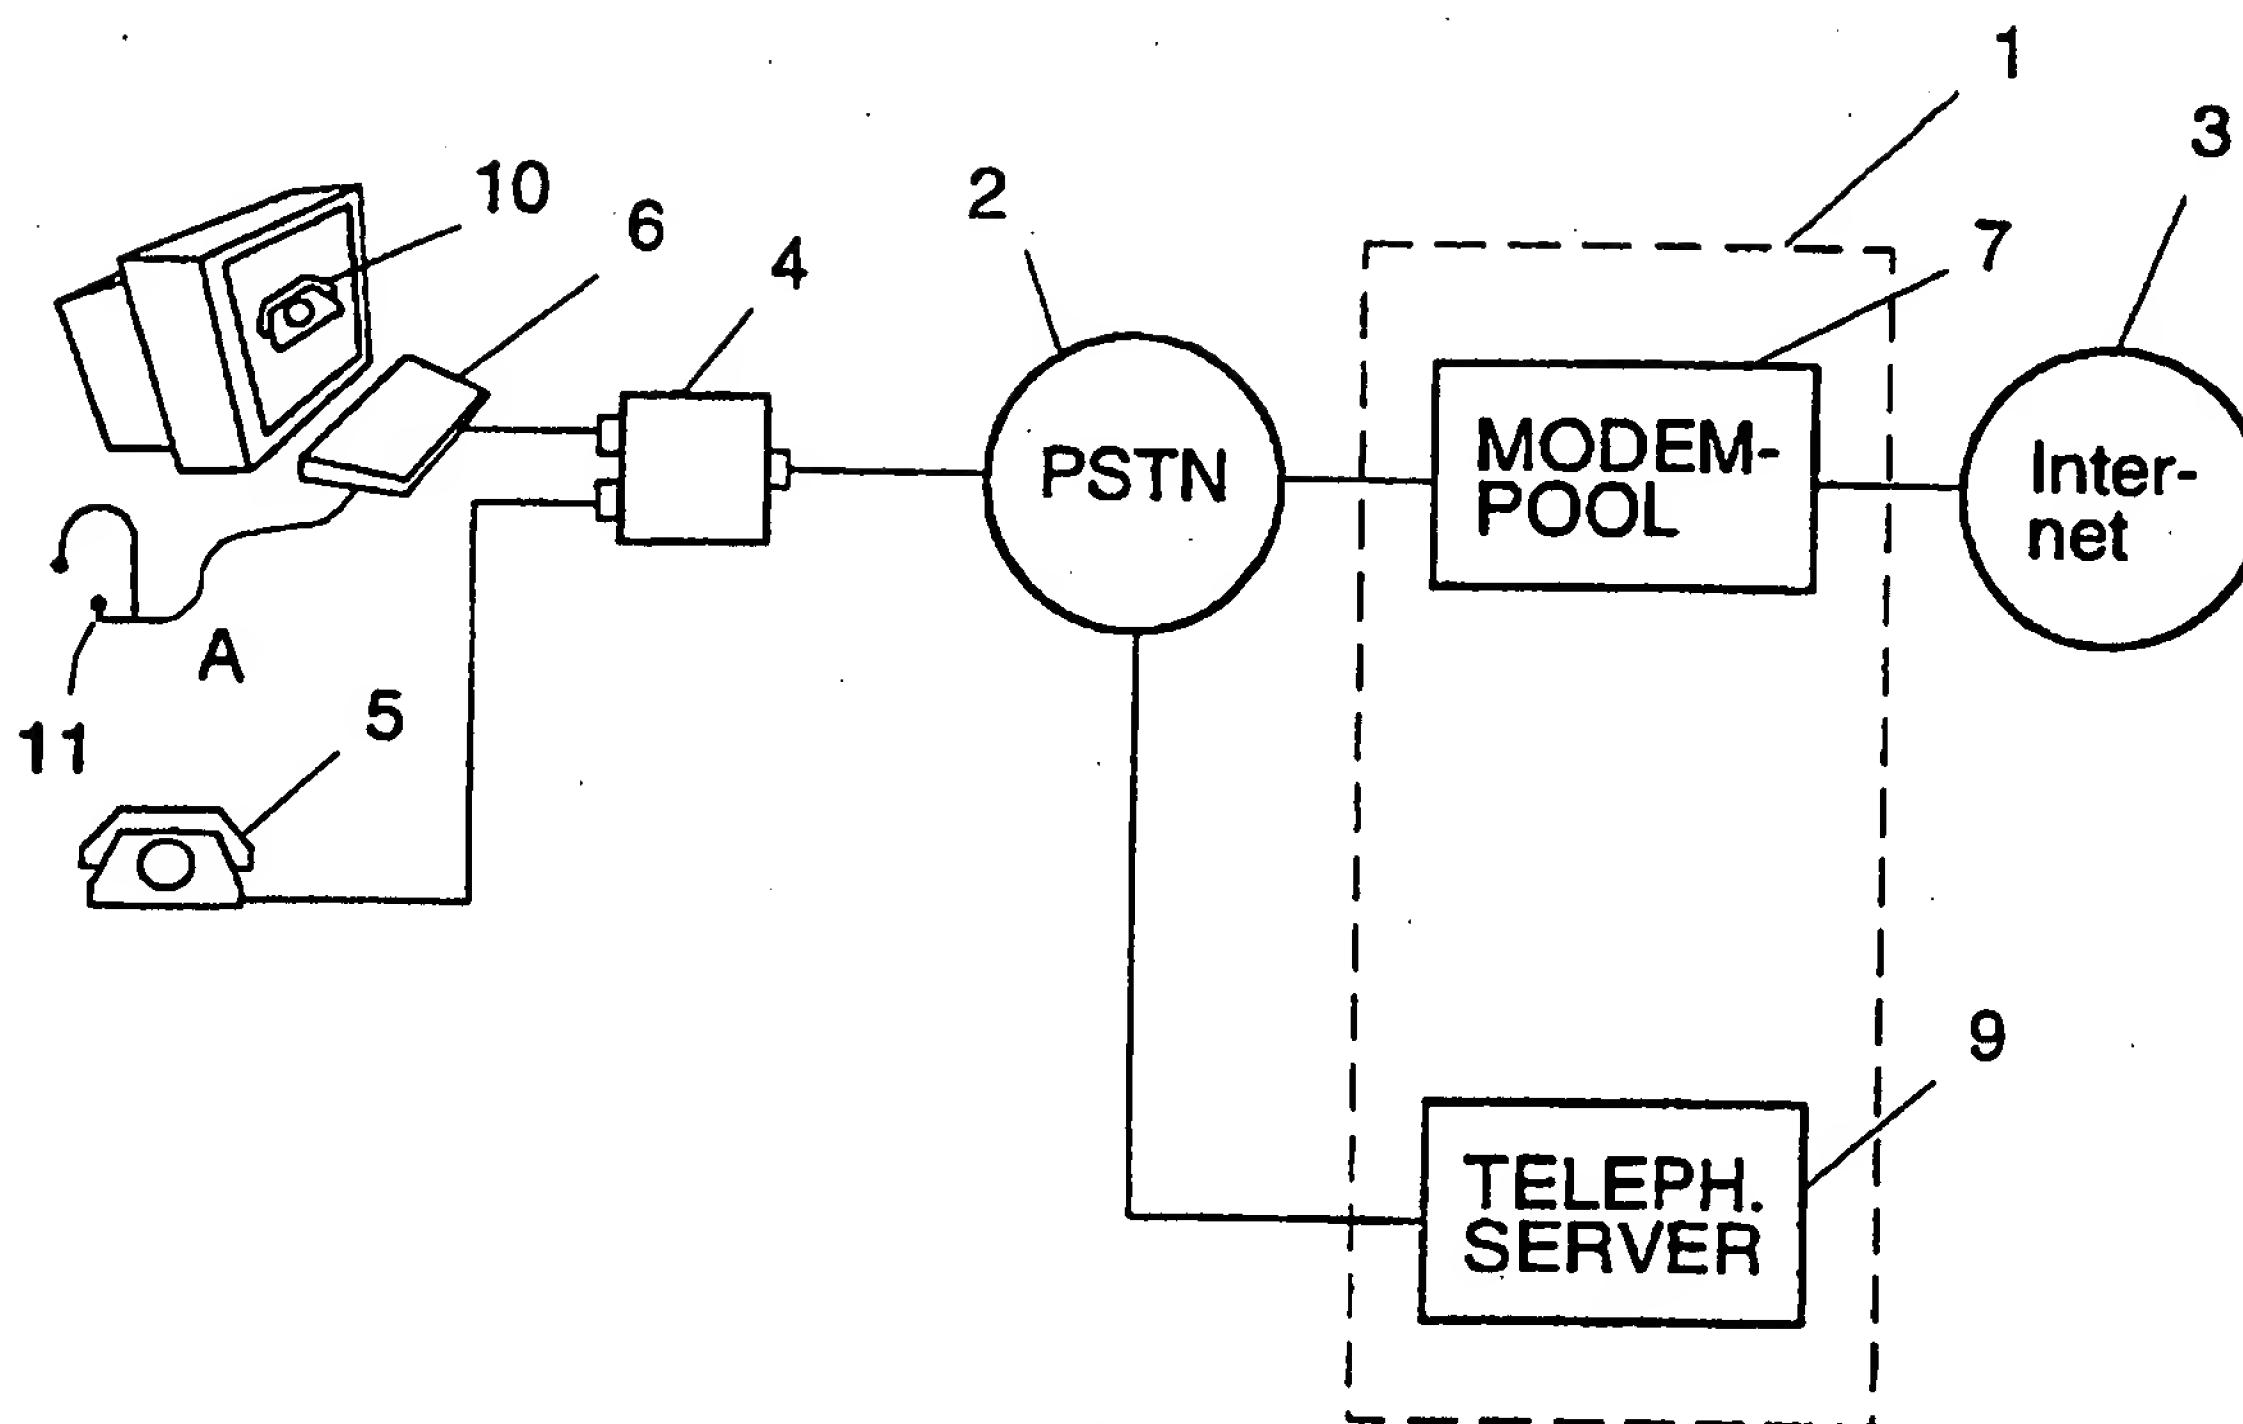 1
3
10
2
6
7
4
MODEM-
POOL
PSTN
Inter-
net
A
5
11
9
TELEPH.
SERVER